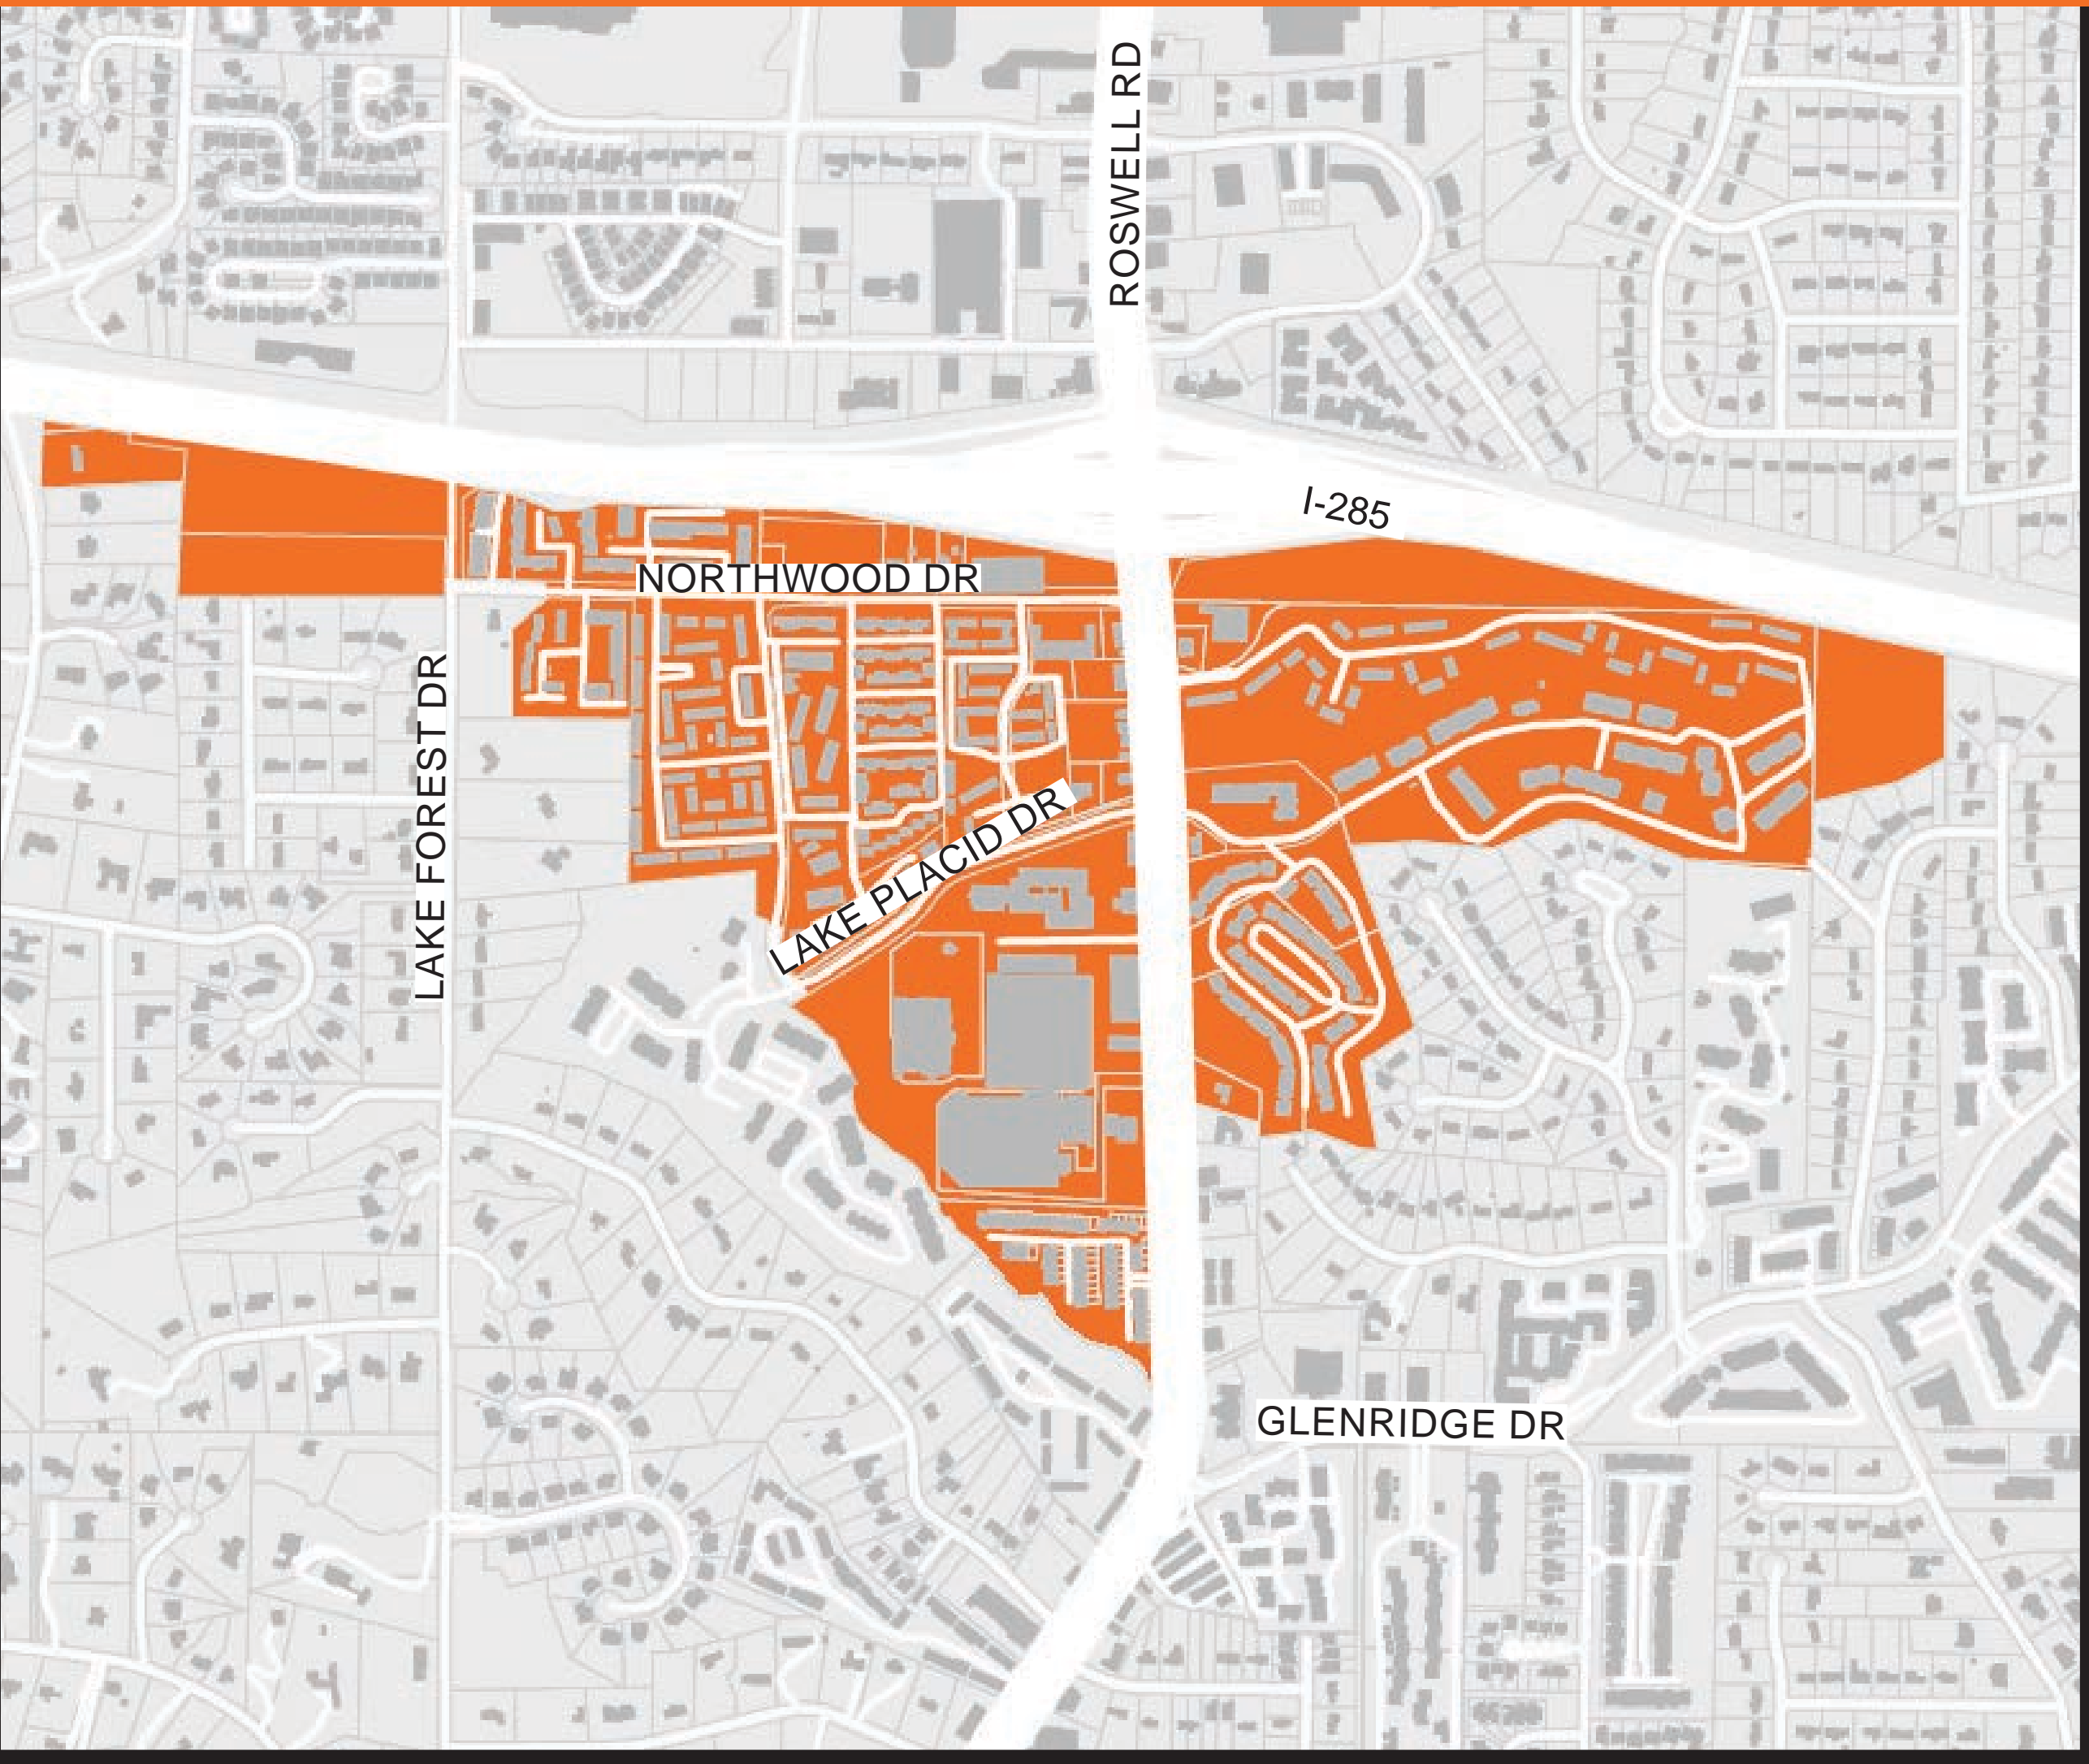 ROSWELL RD
I-285
NORTHWOOD DR
LAKE FOREST DR
LAKE PLACID DR
GLENRIDGE DR